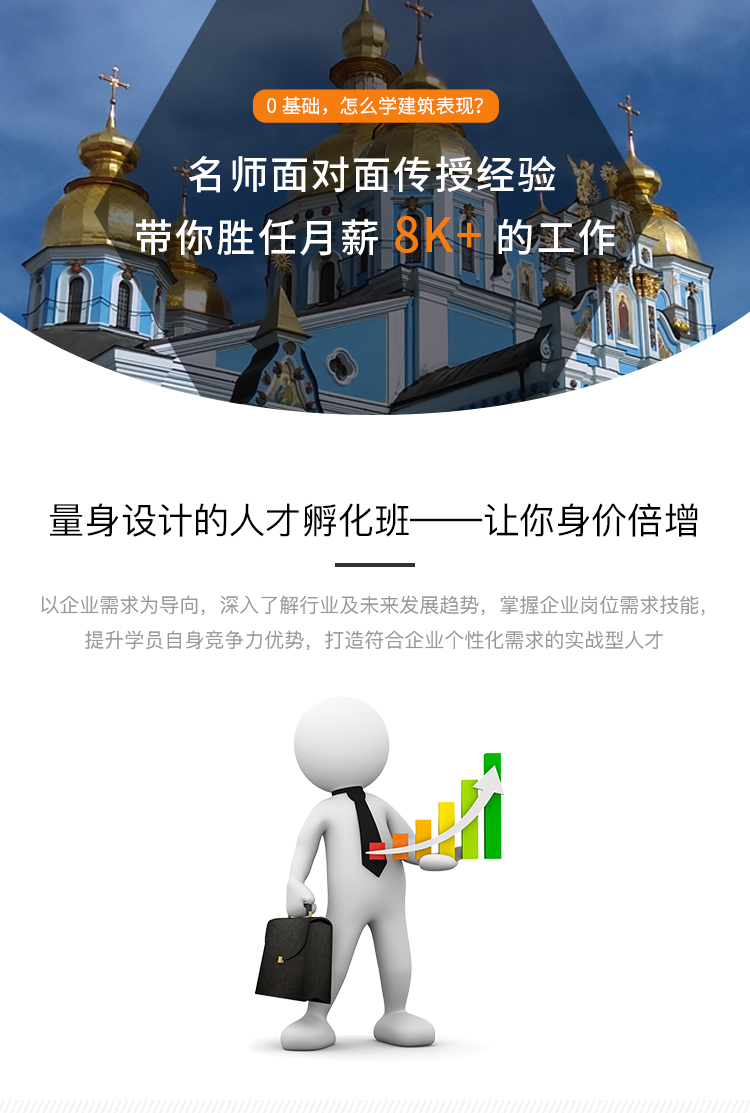 0 基础，怎么学建筑表现？
名师面对面传授经验
带你胜任月薪 8K+ 的工作
量身设计的人才孵化班——让你身价倍增
以企业需求为导向，深入了解行业及未来发展趋势，掌握企业岗位需求技能，
提升学员自身竞争力优势，打造符合企业个性化需求的实战型人才